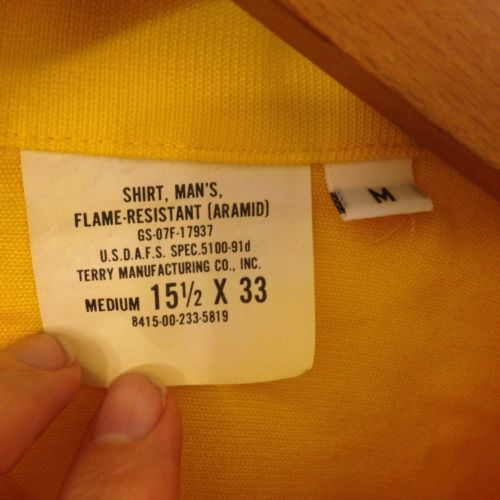 SHIRT, MAN'S,
FLAME-RESISTANT (ARAMID)
GS-07F-17937
U.S.D.A.F.S. SPEC.5100-91d
TERRY MANUFACTURING CO., INC.
MEDIUM 15½ X 33
8415-00-233-5819
M